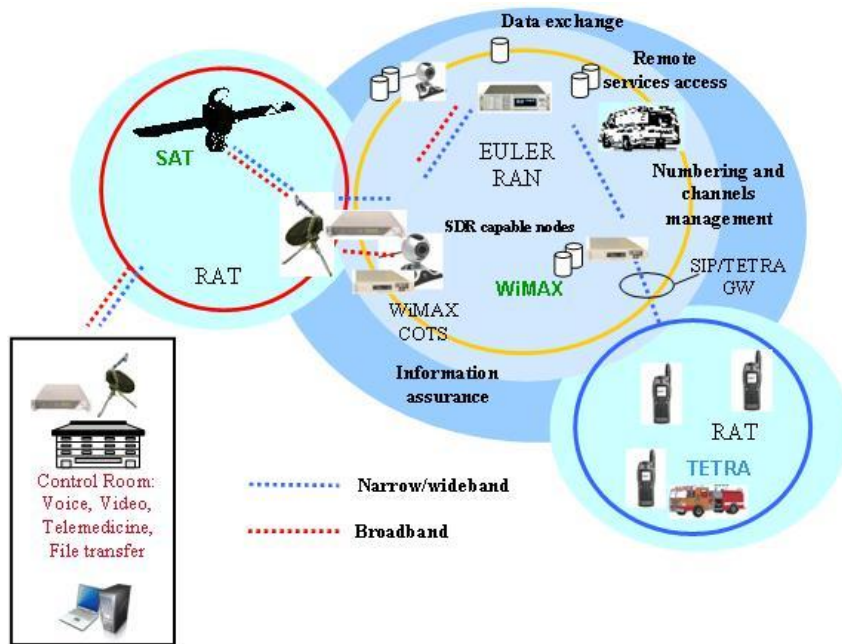 Data exchange
Remote
services access
EULER
RAN
SAT
Numbering and
channels
management
SDR capable nodes
RAT
WiMAX
SIP/TETRA
GW
WiMAX
COTS
Information
assurance
RAT
TETRA
Control Room:
Voice, Video,
Telemedicine,
File transfer
Narrow/wideband
Broadband